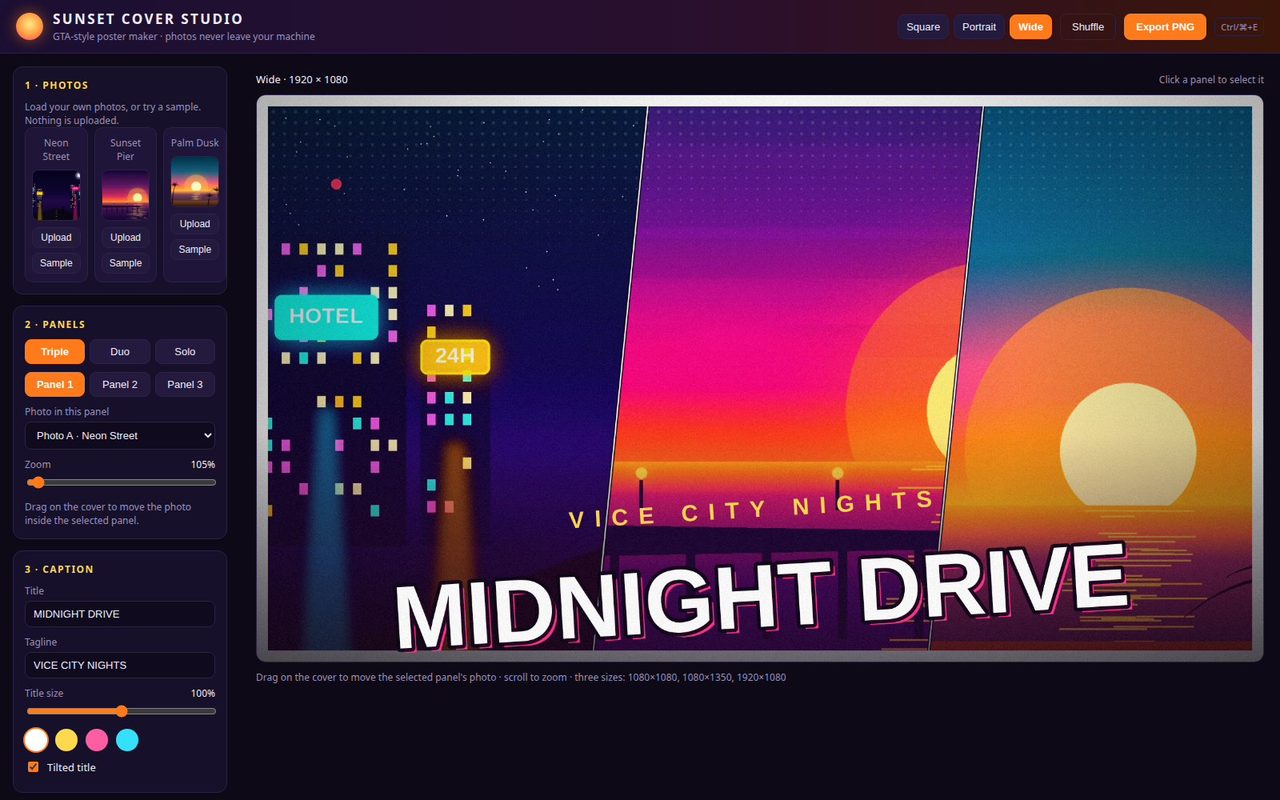 SUNSET COVER STUDIO
GTA-style poster maker · photos never leave your machine
Square
Portrait
Wide
Shuffle
Export PNG
Ctrl/⌘+E
1 · PHOTOS
Load your own photos, or try a sample.
Nothing is uploaded.
Neon
Street
Upload
Sample
Sunset
Pier
Upload
Sample
Palm Dusk
Upload
Sample
2 · PANELS
Triple
Duo
Solo
Panel 1
Panel 2
Panel 3
Photo in this panel
Photo A · Neon Street
Zoom
105%
Drag on the cover to move the photo
inside the selected panel.
3 · CAPTION
Title
MIDNIGHT DRIVE
Tagline
VICE CITY NIGHTS
Title size
100%
Tilted title
Wide · 1920 × 1080
Click a panel to select it
HOTEL
24H
VICE CITY NIGHTS
MIDNIGHT DRIVE
Drag on the cover to move the selected panel's photo · scroll to zoom · three sizes: 1080×1080, 1080×1350, 1920×1080